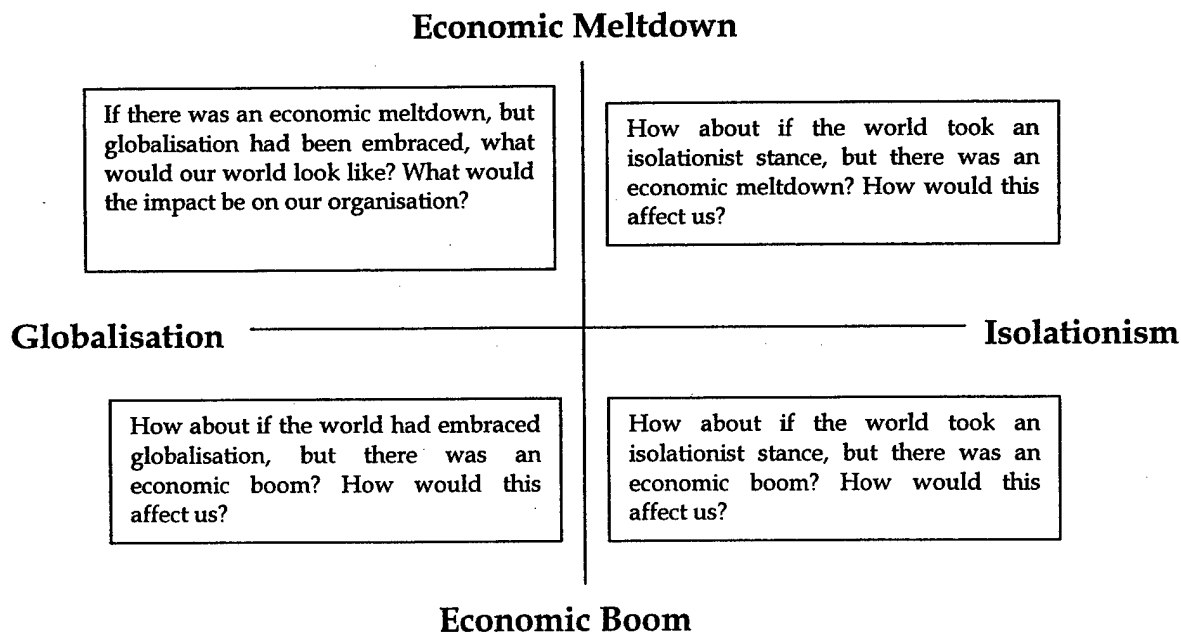 Economic Meltdown
If there was an economic meltdown, but
globalisation had been embraced, what
would our world look like? What would
the impact be on our organisation?
How about if the world took an
isolationist stance, but there was an
economic meltdown? How would this
affect us?
Globalisation
Isolationism
How about if the world had embraced
globalisation, but there was an
economic boom? How would this
affect us?
How about if the world took an
isolationist stance, but there was an
economic boom? How would this
affect us?
Economic Boom